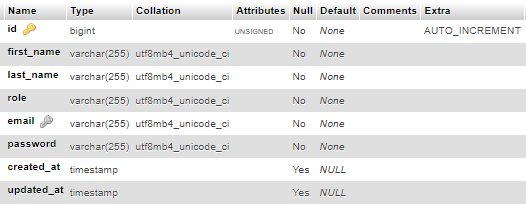 Name Type Collation Attributes Null Default Comments Extra
id bigint UNSIGNED No None AUTO_INCREMENT
first_name varchar(255) utf8mb4_unicode_ci No None
last_name varchar(255) utf8mb4_unicode_ci No None
role varchar(255) utf8mb4_unicode_ci No None
email varchar(255) utf8mb4_unicode_ci No None
password varchar(255) utf8mb4_unicode_ci No None
created_at timestamp Yes NULL
updated_at timestamp Yes NULL